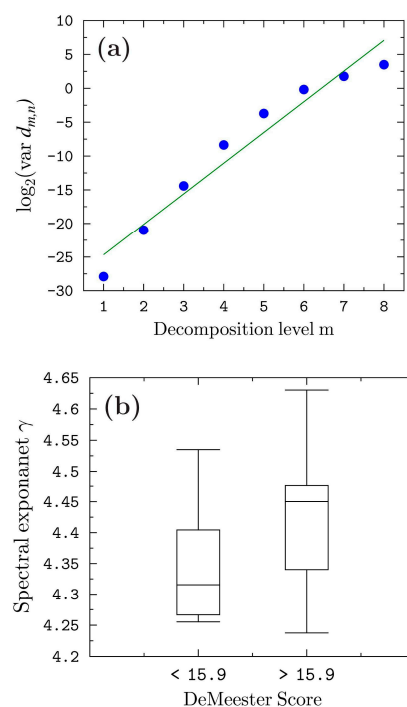 (a)
log₂(var d_{m,n})
10
5
0
-5
-10
-15
-20
-25
-30
1 2 3 4 5 6 7 8
Decomposition level m
(b)
Spectral exponanet γ
4.65
4.6
4.55
4.5
4.45
4.4
4.35
4.3
4.25
4.2
< 15.9 > 15.9
DeMeester Score